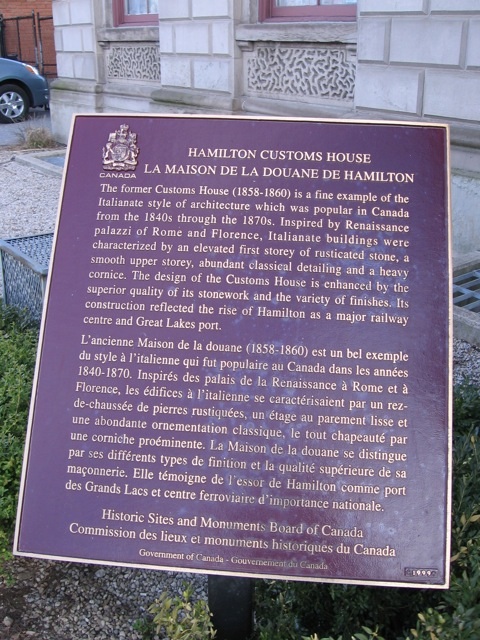 CANADA
HAMILTON CUSTOMS HOUSE
LA MAISON DE LA DOUANE DE HAMILTON
The former Customs House (1858-1860) is a fine example of the
Italianate style of architecture which was popular in Canada
from the 1840s through the 1870s. Inspired by Renaissance
palazzi of Rome and Florence, Italianate buildings were
characterized by an elevated first storey of rusticated stone, a
smooth upper storey, abundant classical detailing and a heavy
cornice. The design of the Customs House is enhanced by the
superior quality of its stonework and the variety of finishes. Its
construction reflected the rise of Hamilton as a major railway
centre and Great Lakes port.
L'ancienne Maison de la douane (1858-1860) est un bel exemple
du style à l'italienne qui fut populaire au Canada dans les années
1840-1870. Inspirés des palais de la Renaissance à Rome et à
Florence, les édifices à l'italienne se caractérisaient par un rez-
de-chaussée de pierres rustiquées, un étage au parement lisse et
une abondante ornementation classique, le tout chapeauté par
une corniche proéminente. La Maison de la douane se distingue
par ses différents types de finition et la qualité supérieure de sa
maçonnerie. Elle témoigne de l'essor de Hamilton comme port
des Grands Lacs et centre ferroviaire d'importance nationale.
Historic Sites and Monuments Board of Canada
Commission des lieux et monuments historiques du Canada
Government of Canada - Gouvernement du Canada
1999